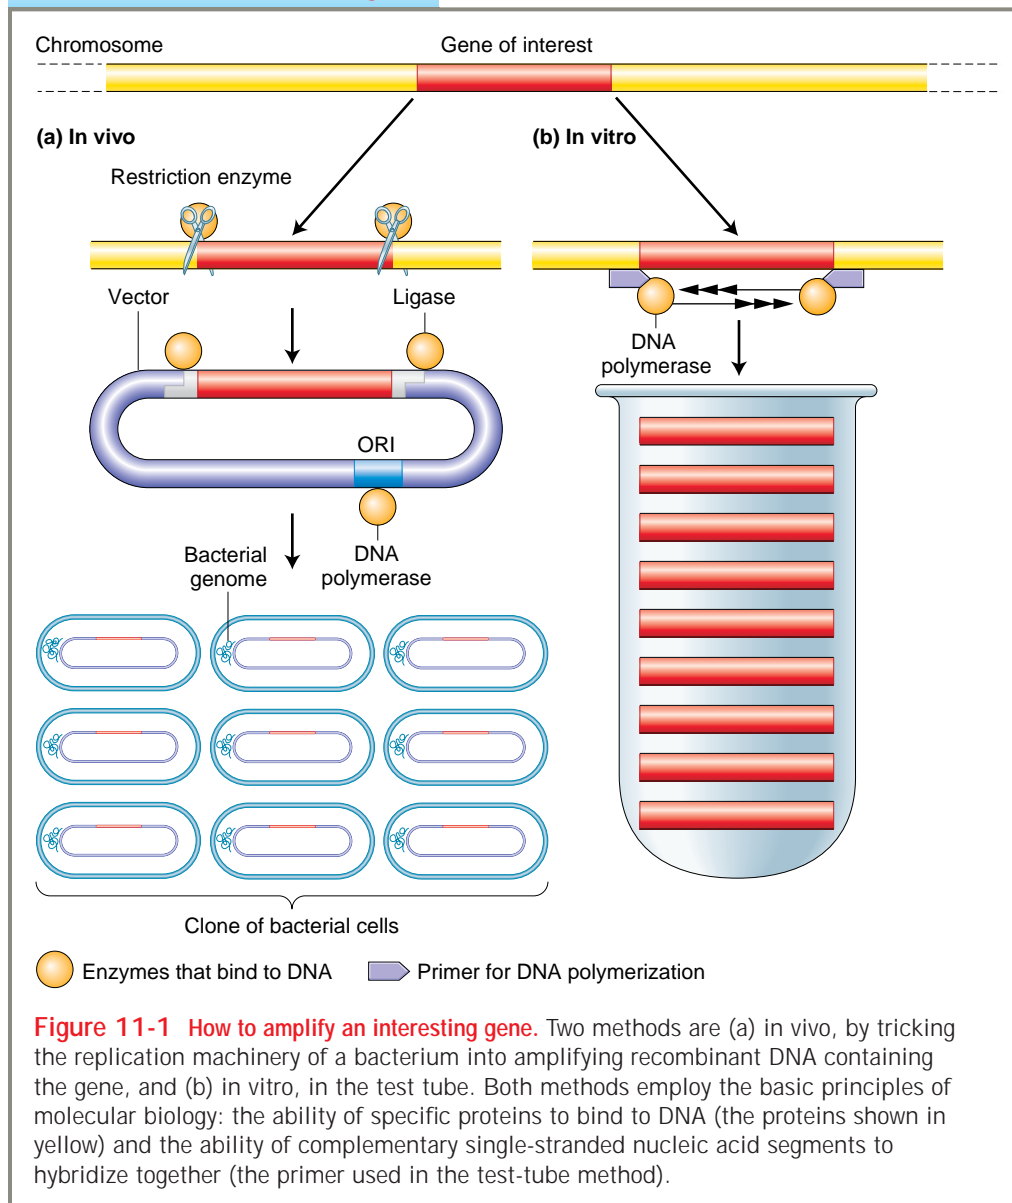 Chromosome
Gene of interest
(a) In vivo
(b) In vitro
Restriction enzyme
Vector
Ligase
ORI
DNA
polymerase
Bacterial
genome
DNA
polymerase
Clone of bacterial cells
Enzymes that bind to DNA
Primer for DNA polymerization
Figure 11-1 How to amplify an interesting gene. Two methods are (a) in vivo, by tricking
the replication machinery of a bacterium into amplifying recombinant DNA containing
the gene, and (b) in vitro, in the test tube. Both methods employ the basic principles of
molecular biology: the ability of specific proteins to bind to DNA (the proteins shown in
yellow) and the ability of complementary single-stranded nucleic acid segments to
hybridize together (the primer used in the test-tube method).